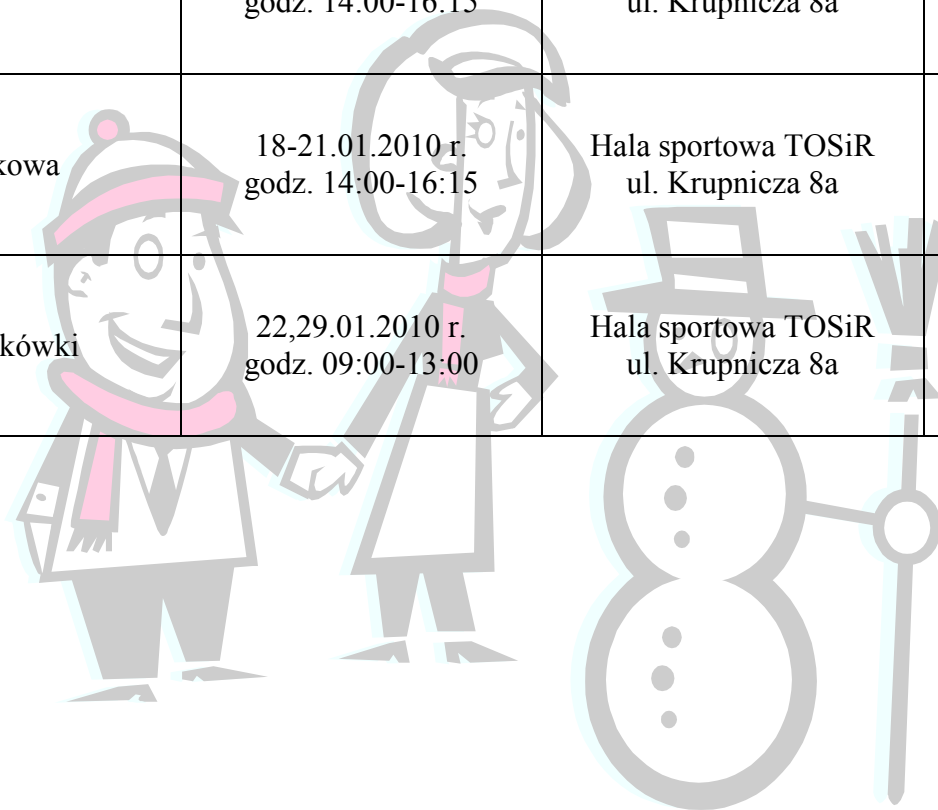 godz. 14:00-16:15
ul. Krupnicza 8a
kowa
18-21.01.2010 r.
godz. 14:00-16:15
Hala sportowa TOSiR
ul. Krupnicza 8a
kówki
22,29.01.2010 r.
godz. 09:00-13:00
Hala sportowa TOSiR
ul. Krupnicza 8a